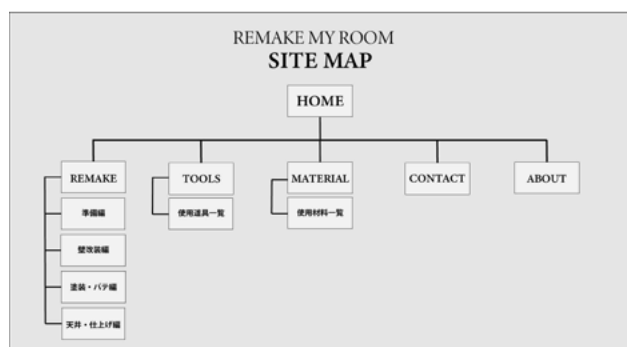 REMAKE MY ROOM
SITE MAP
HOME
REMAKE
TOOLS
MATERIAL
CONTACT
ABOUT
準備編
使用道具一覧
使用材料一覧
壁改装編
塗装・パテ編
天井・仕上げ編